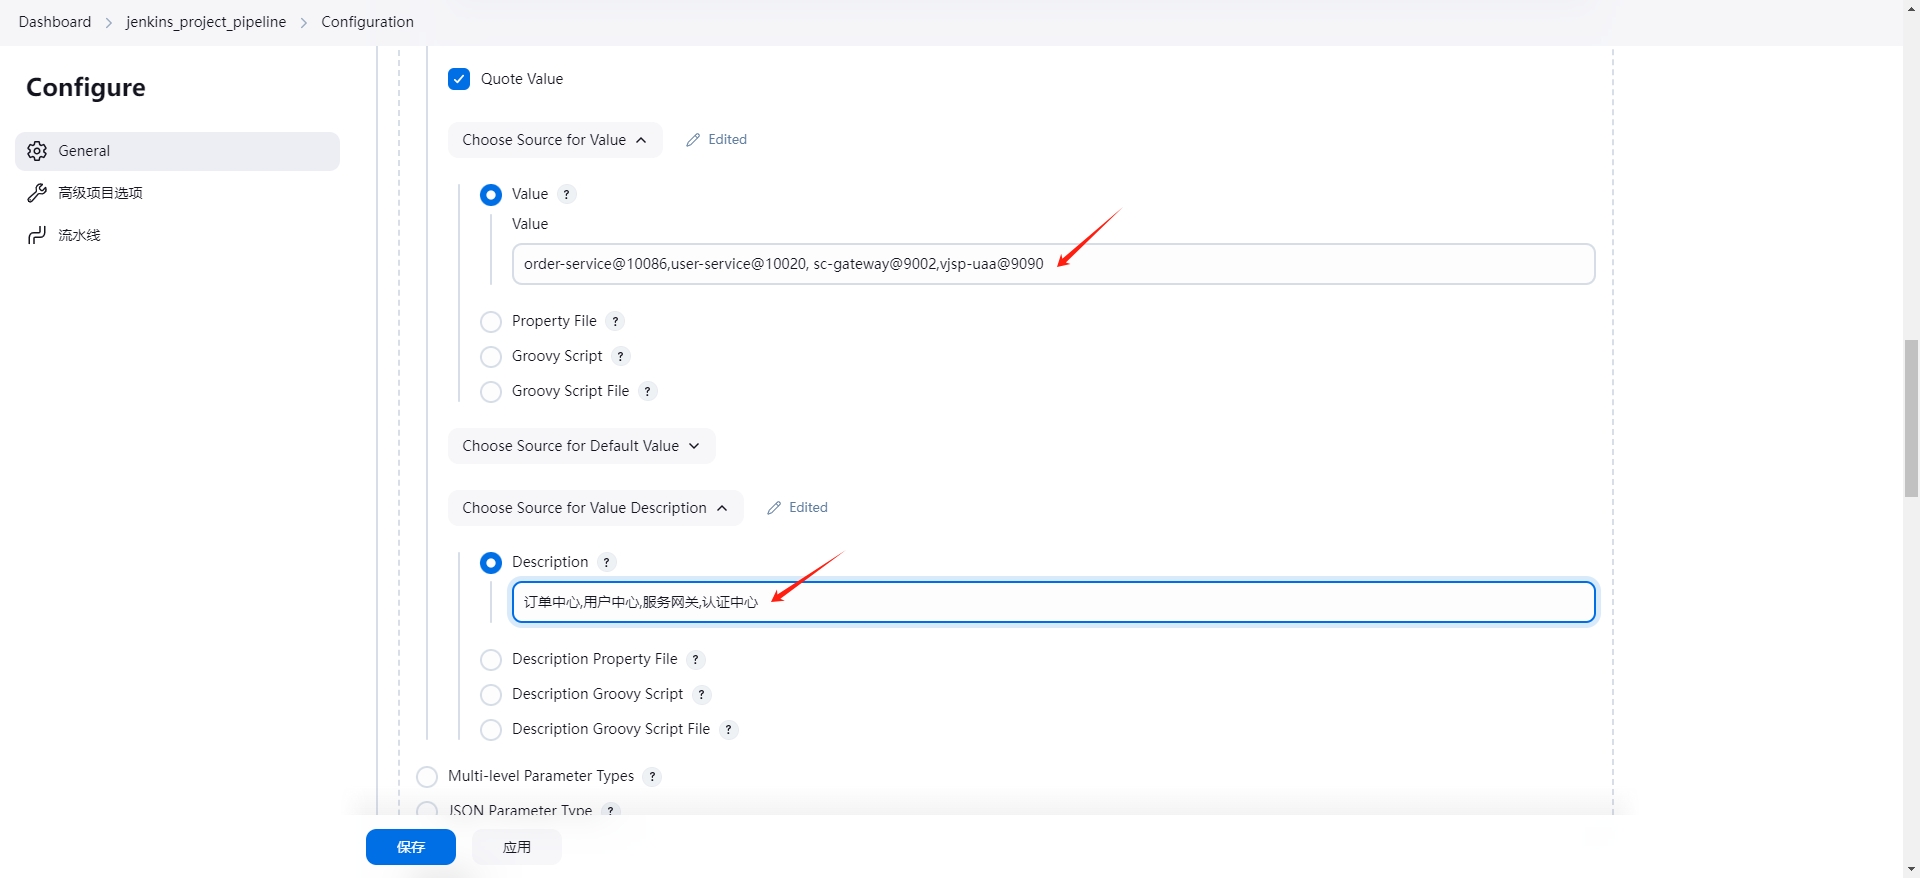 Dashboard > jenkins_project_pipeline > Configuration
Configure
General
高级项目选项
流水线
Quote Value
Choose Source for Value Edited
Value ?
Value
order-service@10086,user-service@10020, sc-gateway@9002,vjsp-uaa@9090
Property File ?
Groovy Script ?
Groovy Script File ?
Choose Source for Default Value
Choose Source for Value Description Edited
Description ?
订单中心,用户中心,服务网关,认证中心
Description Property File ?
Description Groovy Script ?
Description Groovy Script File ?
Multi-level Parameter Types ?
JSON Parameter Type ?
保存 应用